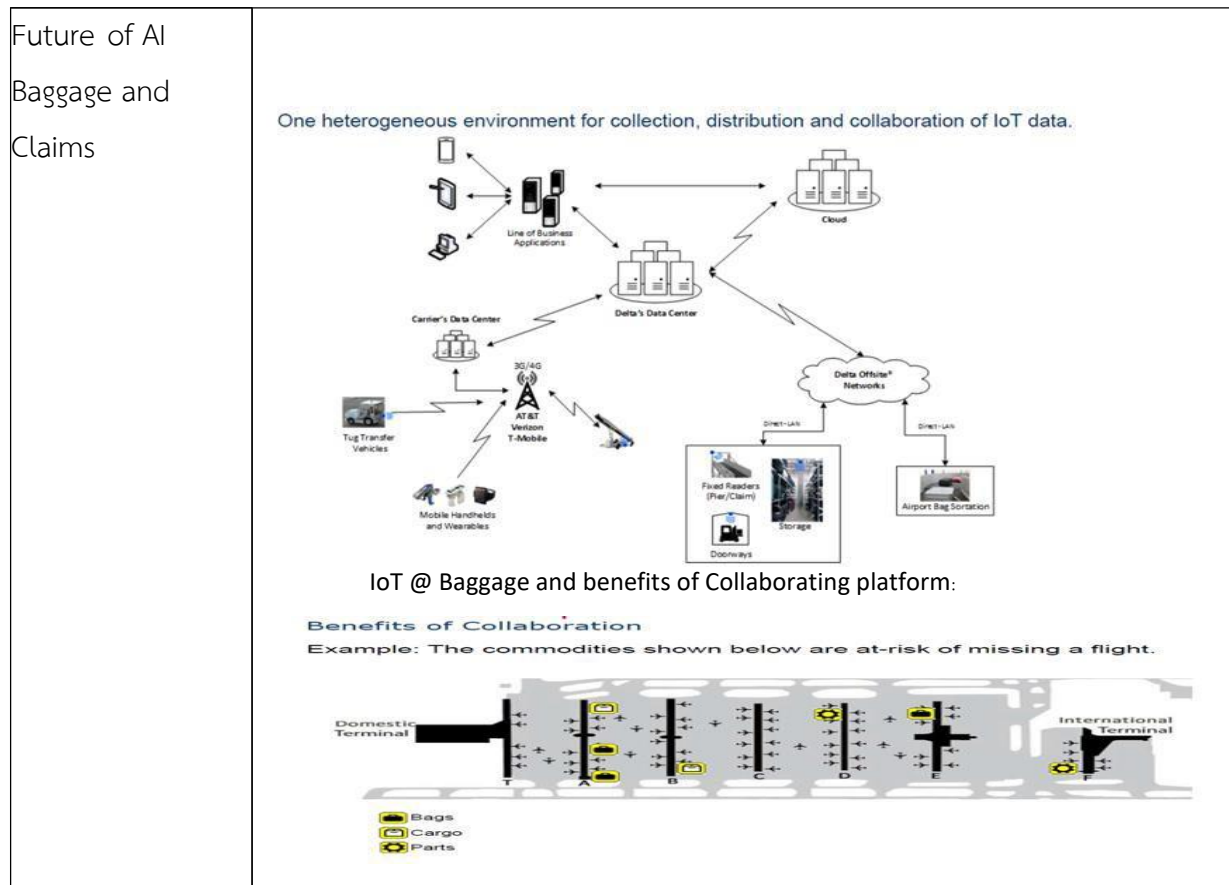 Future of AI
Baggage and
Claims
One heterogeneous environment for collection, distribution and collaboration of IoT data.
Cloud
Line of Business
Applications
Delta's Data Center
Carrier's Data Center
3G/4G
AT&T
Verizon
T-Mobile
Tug Transfer
Vehicles
Mobile Handhelds
and Wearables
Delta Offsite®
Networks
Direct-LAN
Direct-LAN
Fixed Readers
(Pier/Claim)
Storage
Doorways
Airport Bag Sortation
IoT @ Baggage and benefits of Collaborating platform:
Benefits of Collaboration
Example: The commodities shown below are at-risk of missing a flight.
Domestic
Terminal
International
Terminal
T
A
B
C
D
E
F
Bags
Cargo
Parts